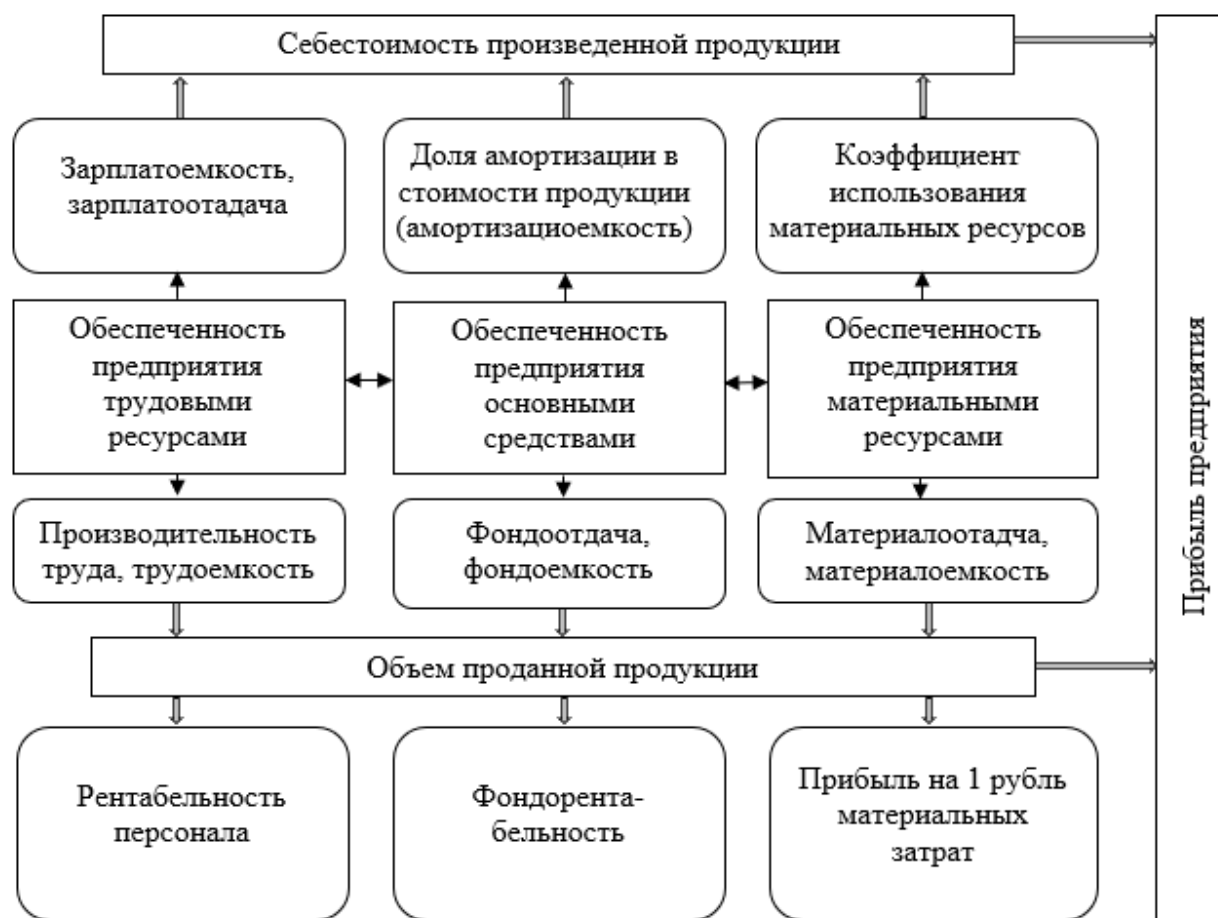 Себестоимость произведенной продукции
Зарплатоемкость,
зарплатоотадача
Доля амортизации в
стоимости продукции
(амортизациоемкость)
Коэффициент
использования
материальных ресурсов
Обеспеченность
предприятия
трудовыми
ресурсами
Обеспеченность
предприятия
основными
средствами
Обеспеченность
предприятия
материальными
ресурсами
Производительность
труда, трудоемкость
Фондоотдача,
фондоемкость
Материалоотадча,
материалоемкость
Объем проданной продукции
Рентабельность
персонала
Фондорента-
бельность
Прибыль на 1 рубль
материальных
затрат
Прибыль предприятия